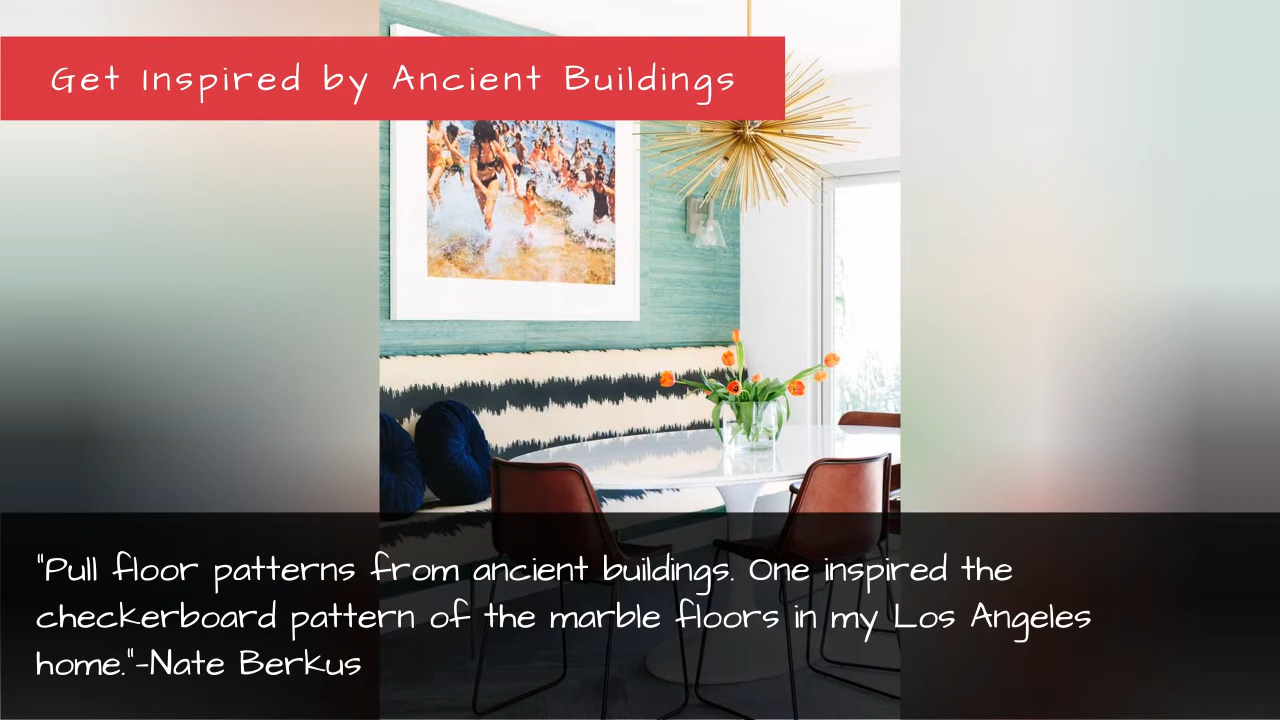 Get Inspired by Ancient Buildings
"Pull floor patterns from ancient buildings. One inspired the
checkerboard pattern of the marble floors in my Los Angeles
home."-Nate Berkus